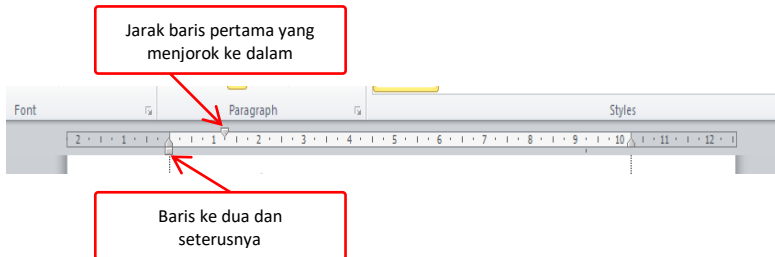 Jarak baris pertama yang
menjorok ke dalam
Font Paragraph Styles
2 1 1 2 3 4 5 6 7 8 9 10 11 12
Baris ke dua dan
seterusnya